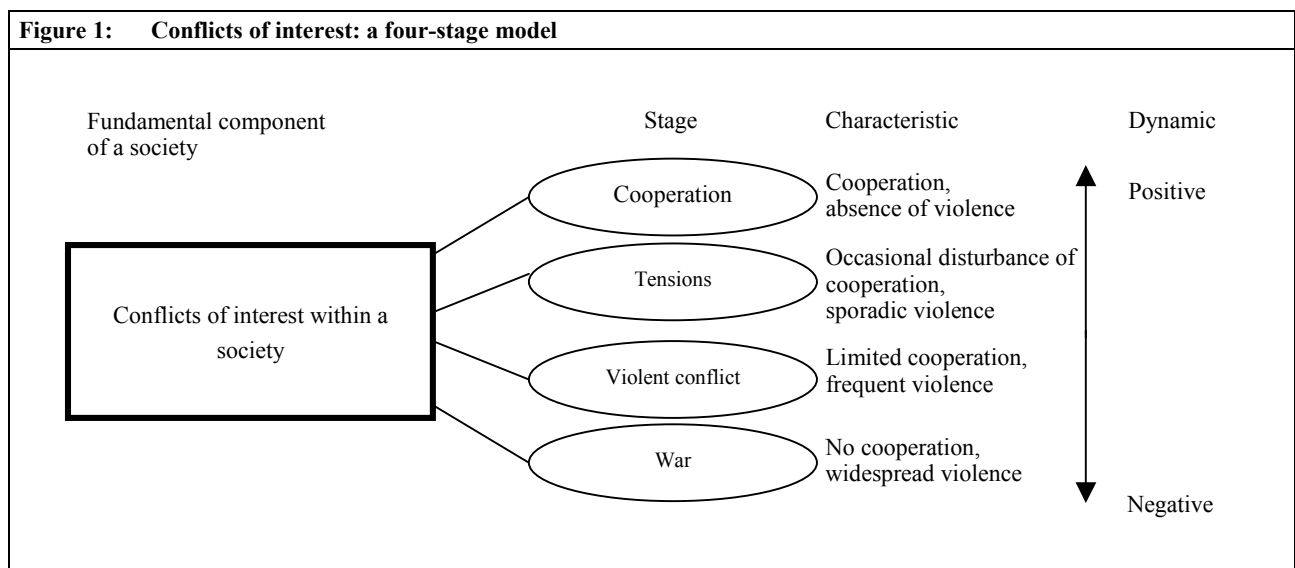 Figure 1: Conflicts of interest: a four-stage model
Fundamental component
of a society
Stage
Characteristic
Dynamic
Conflicts of interest within a
society
Cooperation
Cooperation,
absence of violence
Positive
Tensions
Occasional disturbance of
cooperation,
sporadic violence
Violent conflict
Limited cooperation,
frequent violence
War
No cooperation,
widespread violence
Negative